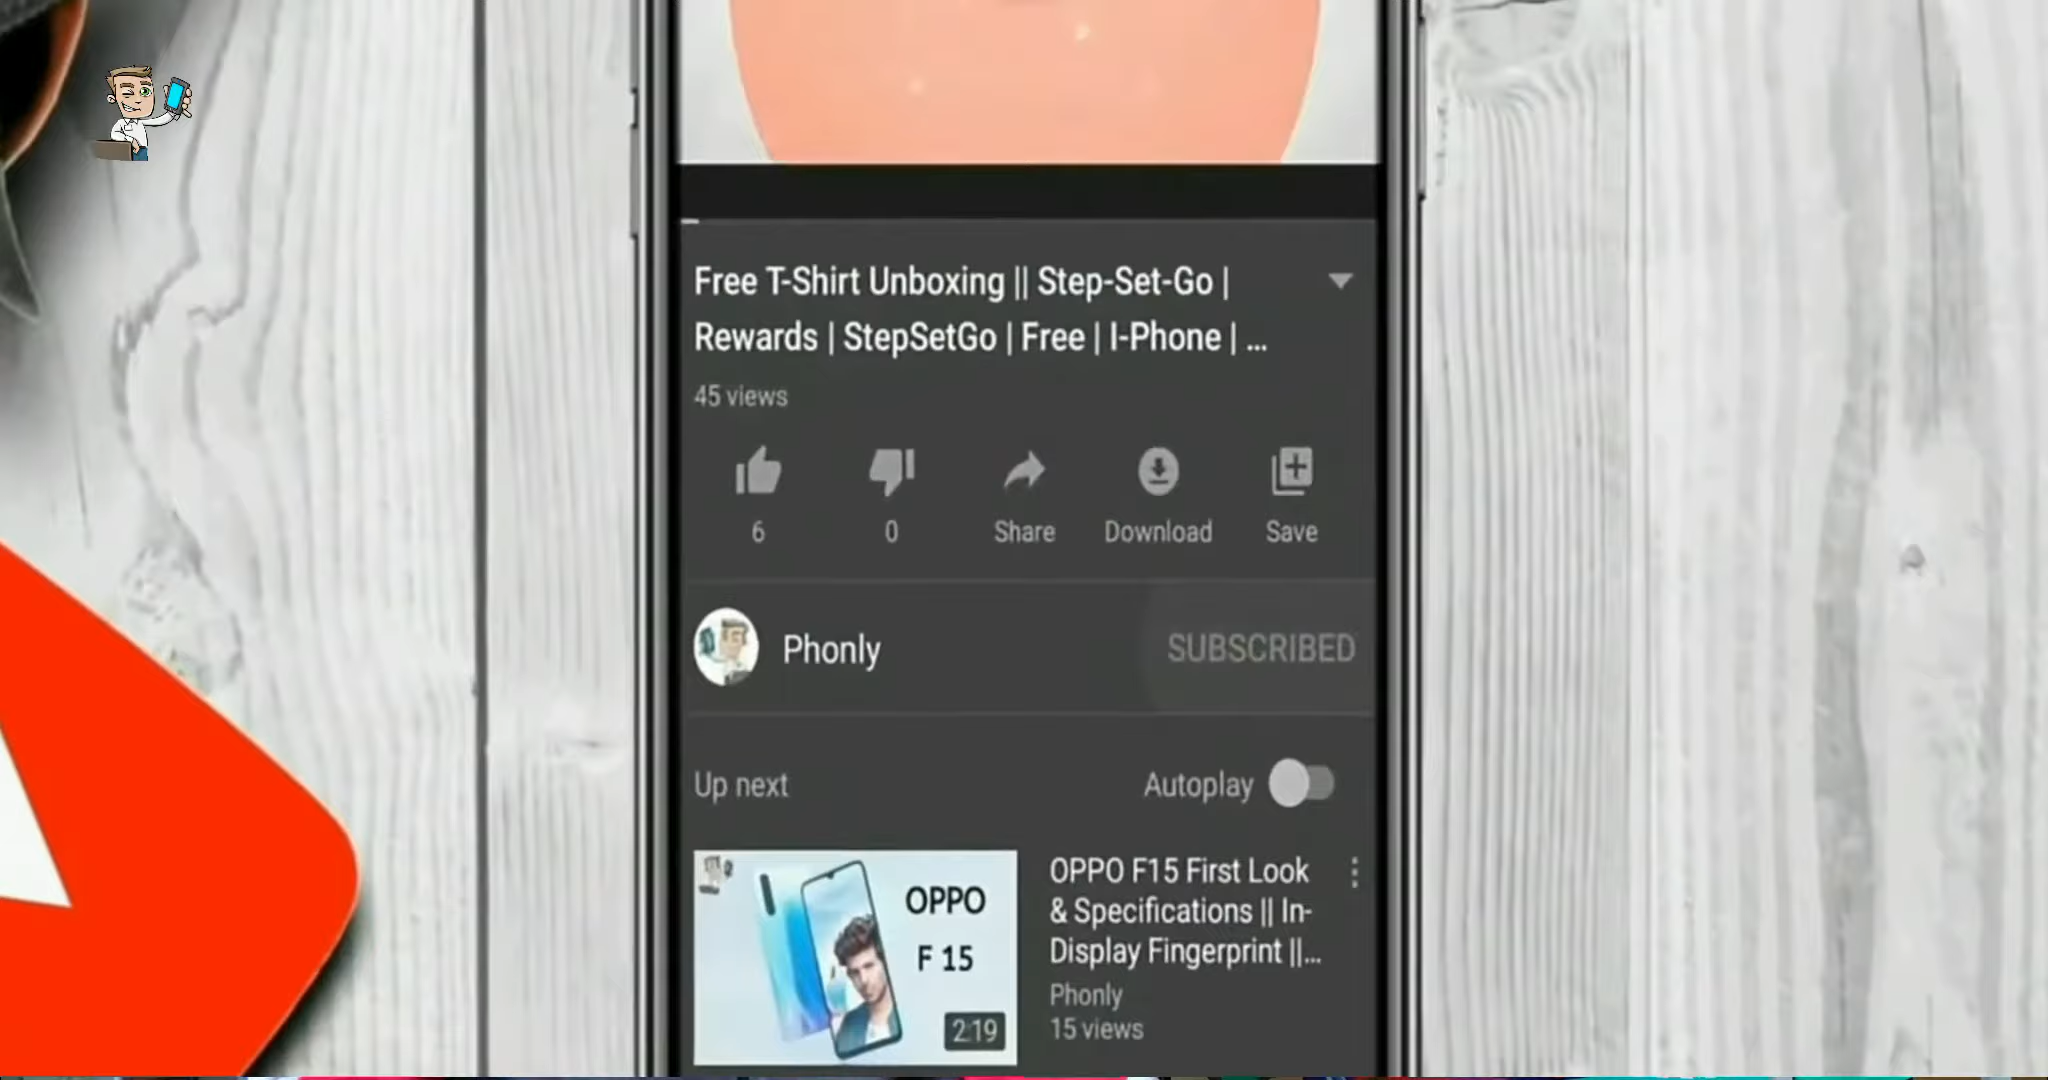 Free T-Shirt Unboxing || Step-Set-Go |
Rewards | StepSetGo | Free | I-Phone | ...
45 views
6
0
Share
Download
Save
Phonly
SUBSCRIBED
Up next
Autoplay
OPPO
F 15
2:19
OPPO F15 First Look
& Specifications || In-
Display Fingerprint ||...
Phonly
15 views